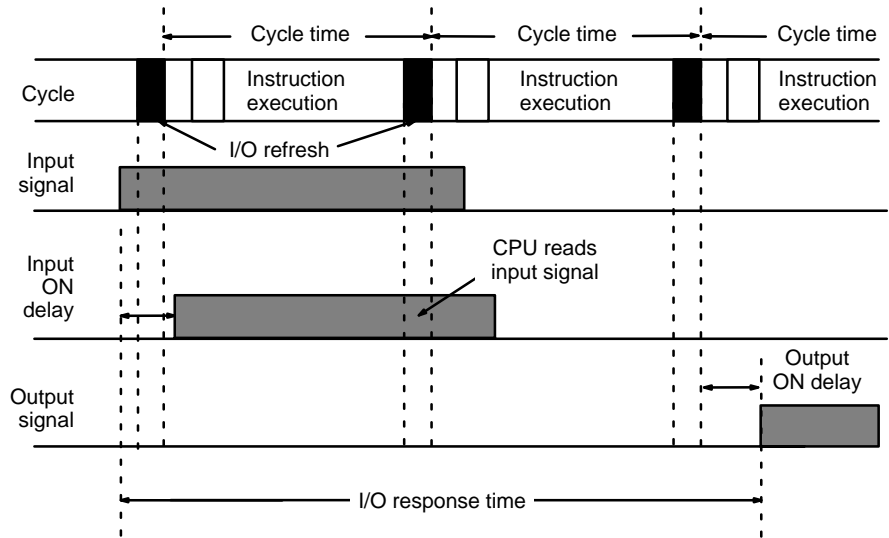 Cycle time
Cycle time
Cycle time
Cycle
Instruction
execution
Instruction
execution
Instruction
execution
I/O refresh
Input
signal
Input
ON
delay
CPU reads
input signal
Output
signal
Output
ON delay
I/O response time